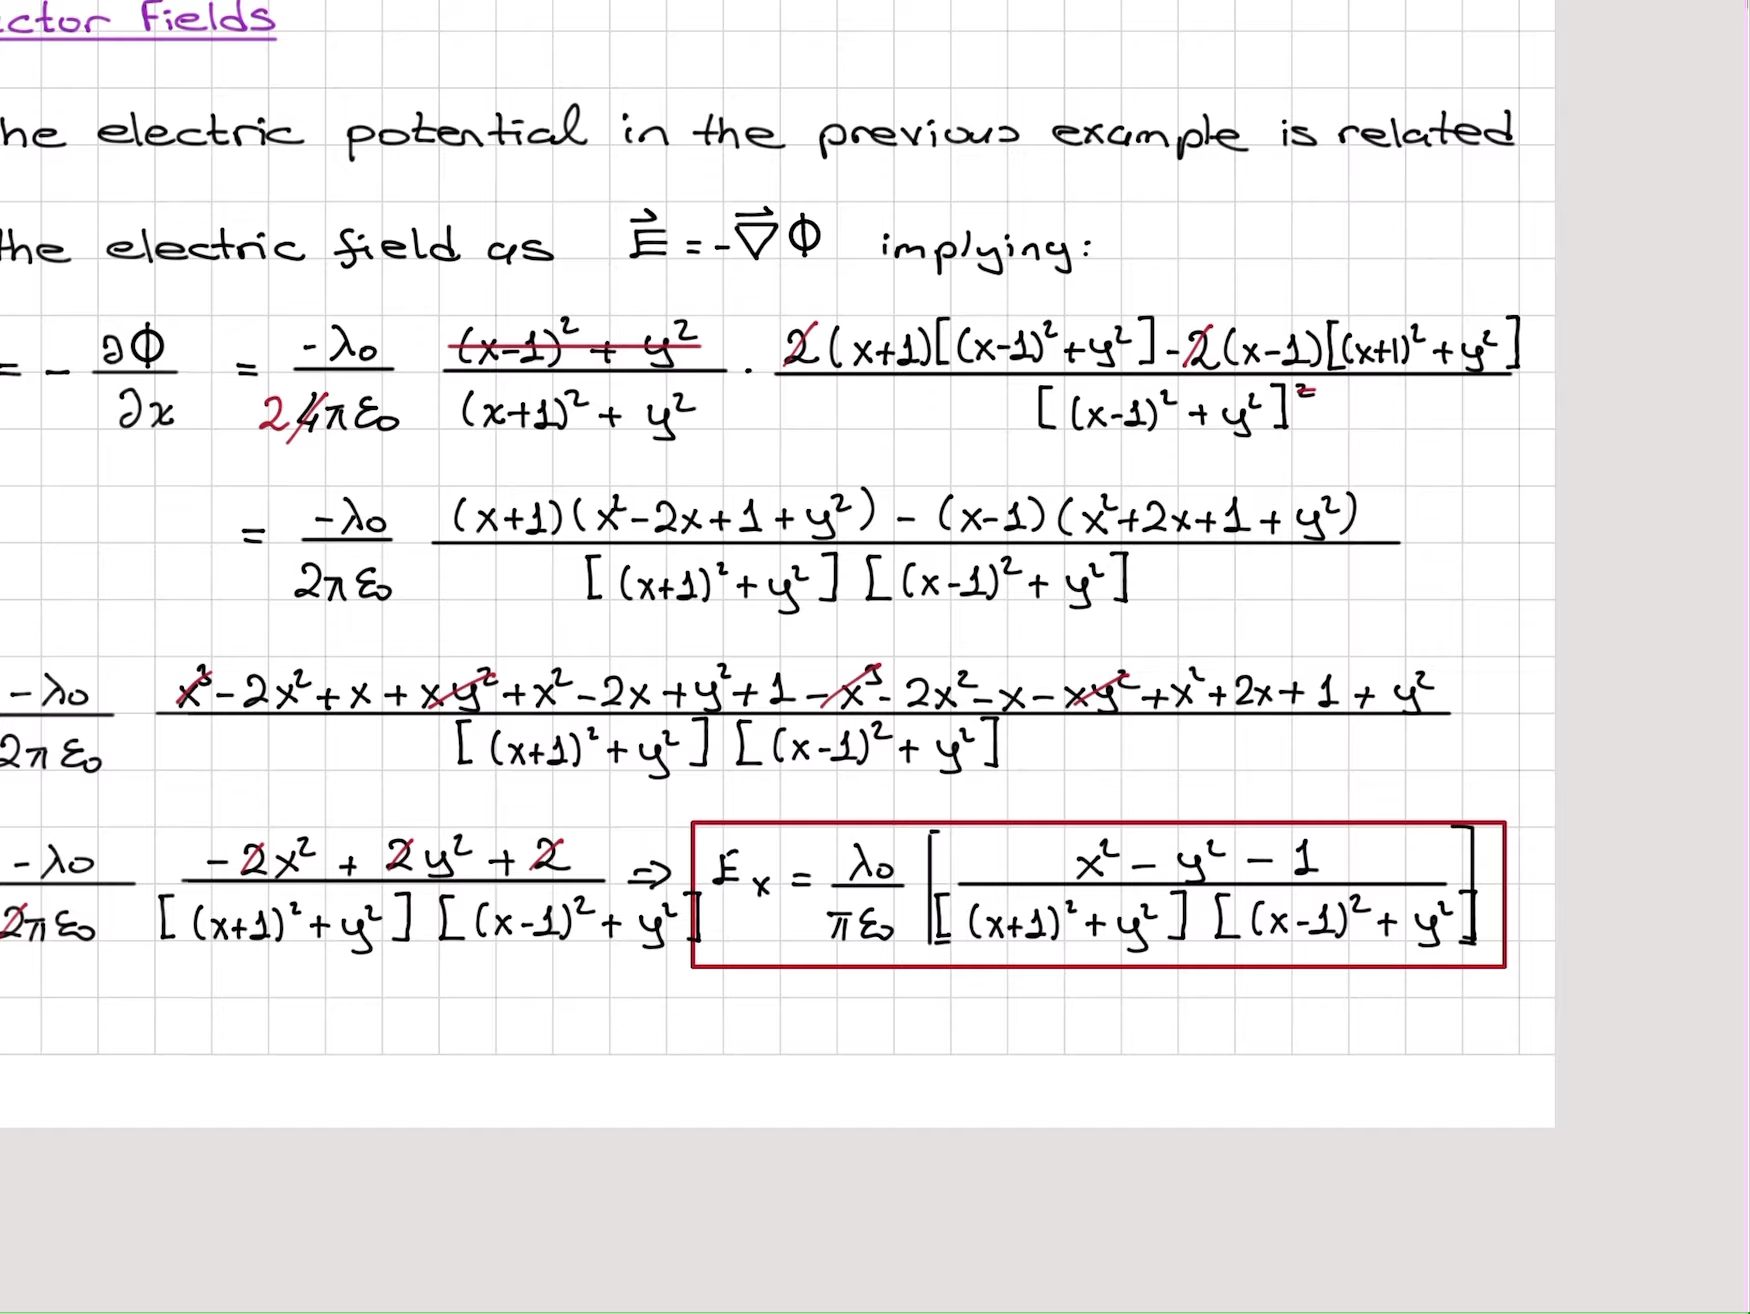 ctor Fields
he electric potential in the previous example is related
the electric field as \vec{E} = -\vec{∇}Φ implying:
= - ∂Φ/∂x = -λ₀/(2 4πε₀) ((x-1)² + y²)/((x+1)² + y²) · (2(x+1)[(x-1)² + y²] - 2(x-1)[(x+1)² + y²])/[(x-1)² + y²]²
= -λ₀/(2πε₀) ((x+1)(x² - 2x + 1 + y²) - (x-1)(x² + 2x + 1 + y²))/([(x+1)² + y²][(x-1)² + y²])
-λ₀/(2πε₀) (x³ - 2x² + x + xy² + x² - 2x + y² + 1 - x³ - 2x² - x - xy² + x² + 2x + 1 + y²)/([(x+1)² + y²][(x-1)² + y²])
-λ₀/(2πε₀) (-2x² + 2y² + 2)/([(x+1)² + y²][(x-1)² + y²]) ⇒ Eₓ = λ₀/(πε₀) [(x² - y² - 1)/([(x+1)² + y²][(x-1)² + y²])]